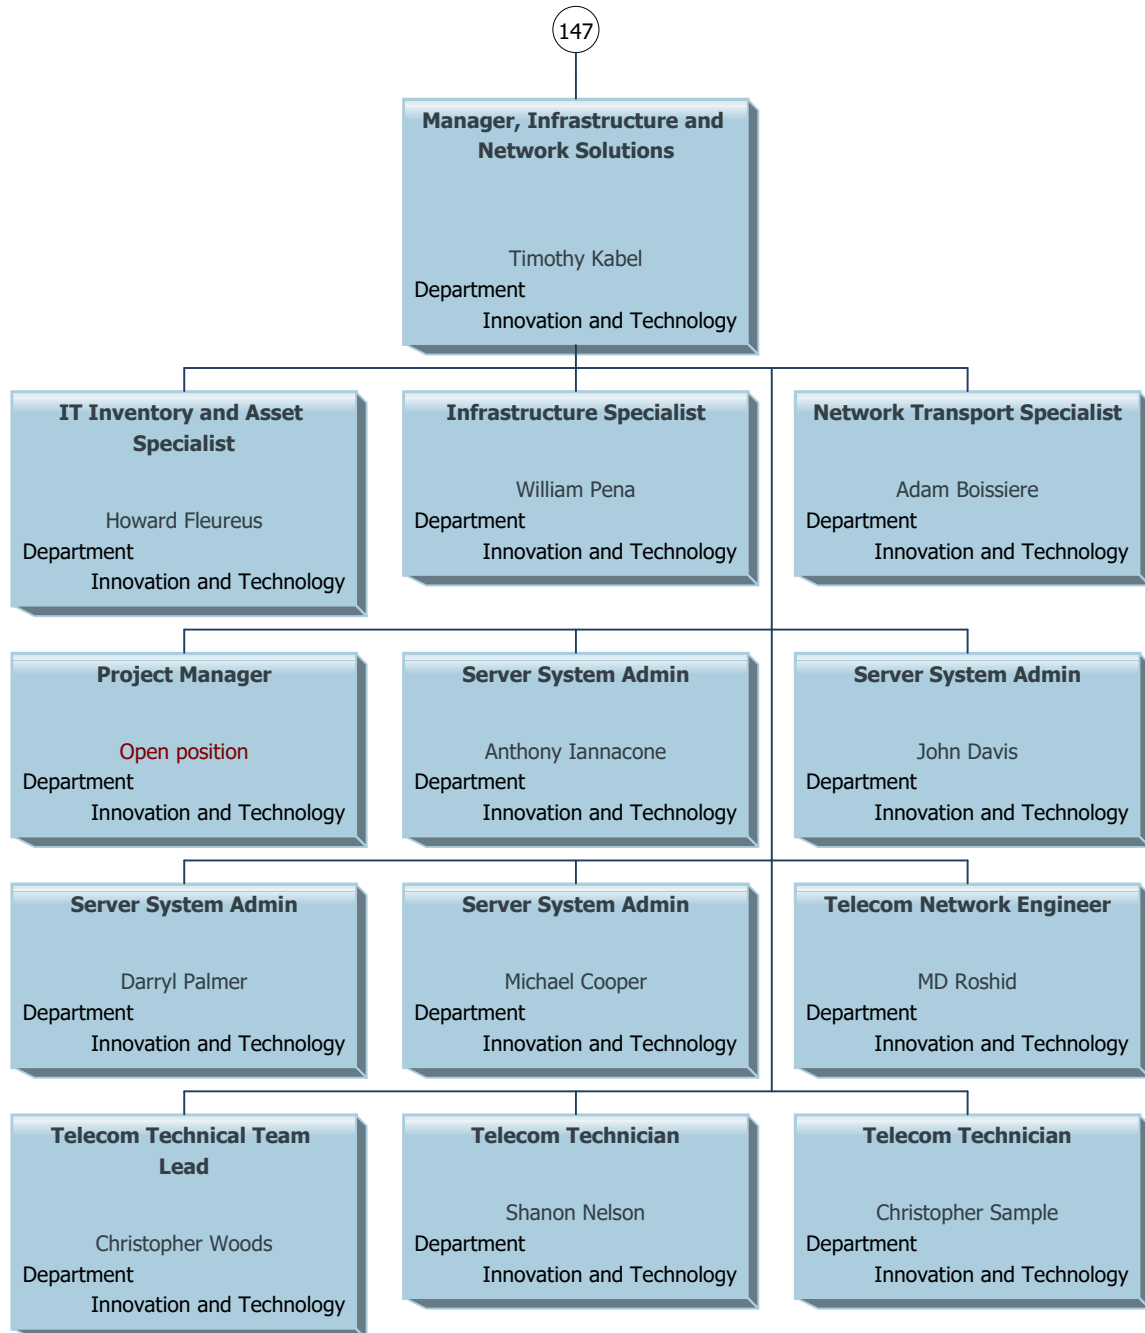 147
Manager, Infrastructure and
Network Solutions
Timothy Kabel
Department
Innovation and Technology
IT Inventory and Asset
Specialist
Howard Fleureus
Department
Innovation and Technology
Infrastructure Specialist
William Pena
Department
Innovation and Technology
Network Transport Specialist
Adam Boissiere
Department
Innovation and Technology
Project Manager
Open position
Department
Innovation and Technology
Server System Admin
Anthony Iannacone
Department
Innovation and Technology
Server System Admin
John Davis
Department
Innovation and Technology
Server System Admin
Darryl Palmer
Department
Innovation and Technology
Server System Admin
Michael Cooper
Department
Innovation and Technology
Telecom Network Engineer
MD Roshid
Department
Innovation and Technology
Telecom Technical Team
Lead
Christopher Woods
Department
Innovation and Technology
Telecom Technician
Shanon Nelson
Department
Innovation and Technology
Telecom Technician
Christopher Sample
Department
Innovation and Technology